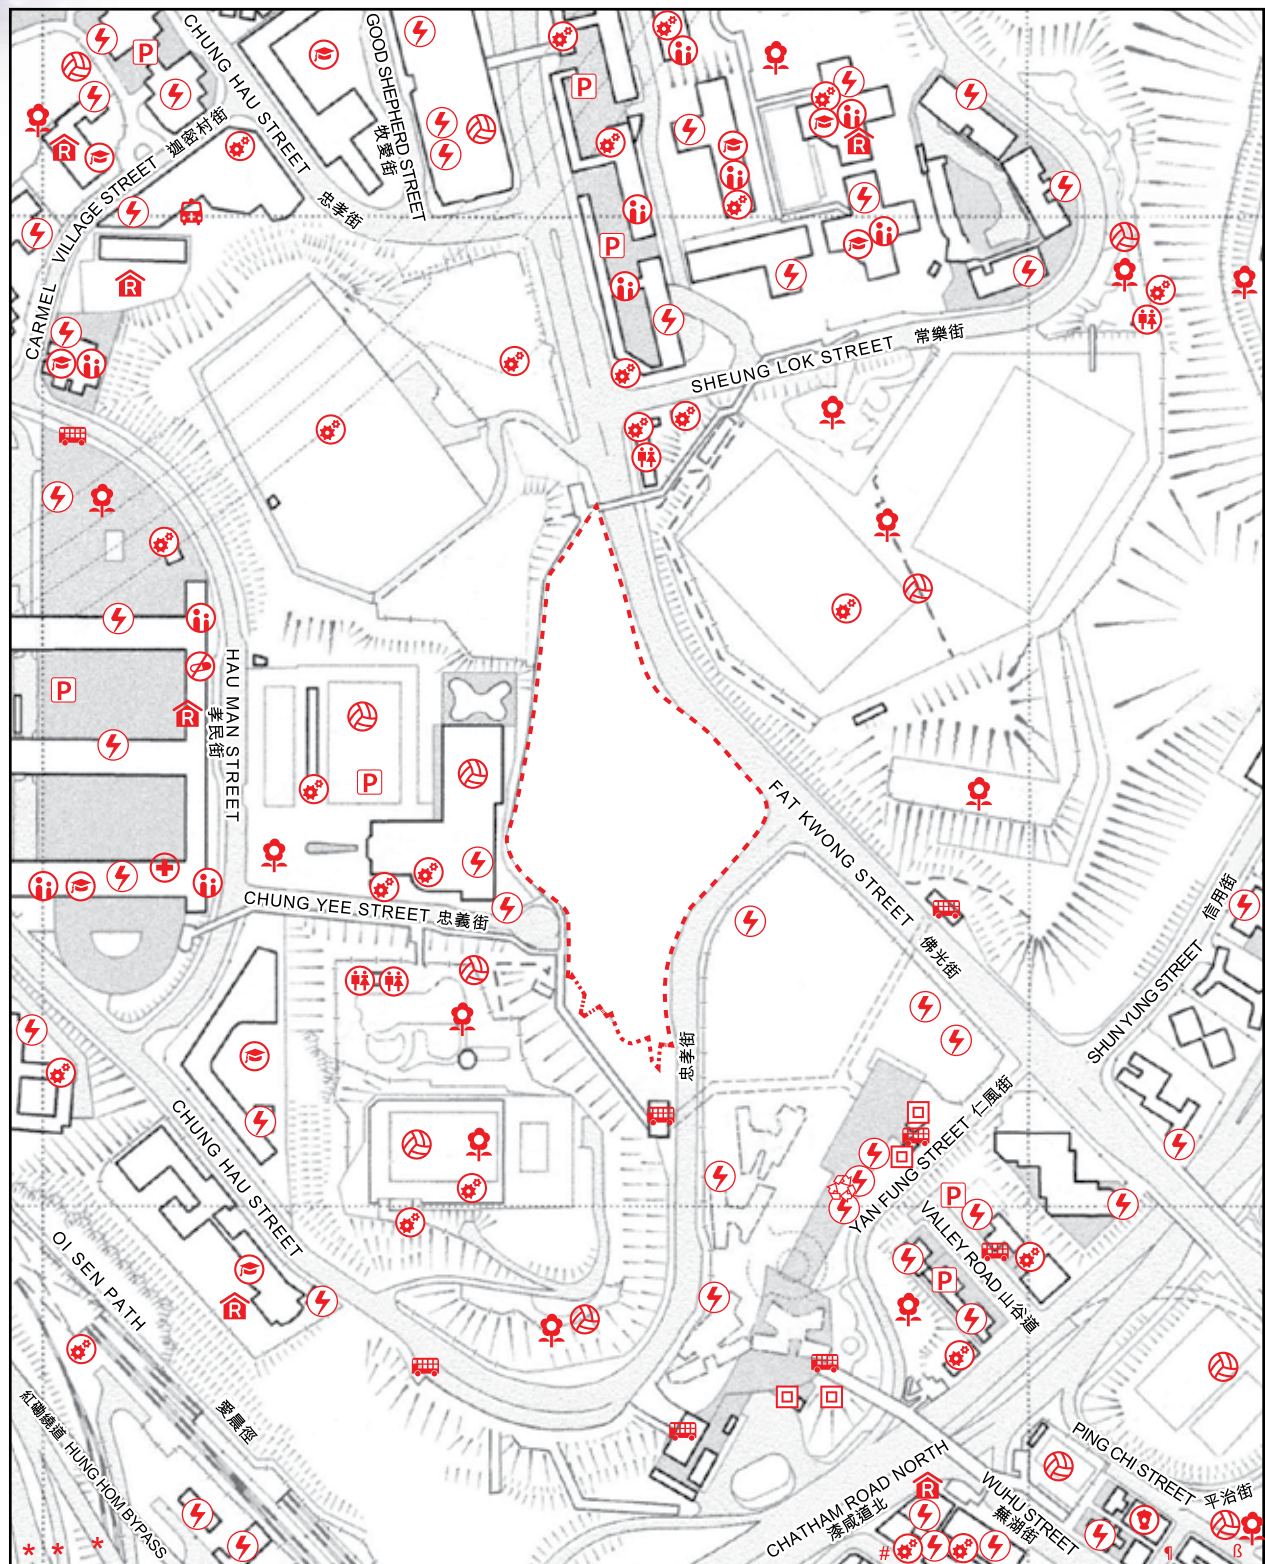 CHUNG HAU STREET 忠孝街
GOOD SHEPHERD STREET
牧愛街
P
P
CARMEL VILLAGE STREET 迦密村街
R
R
P
R
SHEUNG LOK STREET 常樂街
P
R
HAU MAN STREET
孝民街
P
FAT KWONG STREET 佛光街
CHUNG YEE STREET 忠義街
SHUN YUNG STREET 信用街
忠孝街
CHUNG HAU STREET
YAN FUNG STREET 仁風街
P
VALLEY ROAD 山谷道
P
R
OI SEN PATH
愛晨徑
紅磡繞道 HUNG HOM BYPASS
CHATHAM ROAD NORTH
漆咸道北
R
WUHU STREET
蕪湖街
PING CHI STREET 平治街
* * *
#
¶
ß